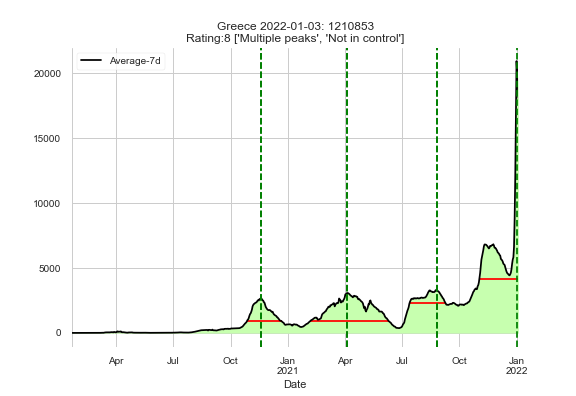 Greece 2022-01-03: 1210853
Rating:8 ['Multiple peaks', 'Not in control']
Average-7d
20000
15000
10000
5000
0
Apr Jul Oct Jan Apr Jul Oct Jan
2021 2022
Date